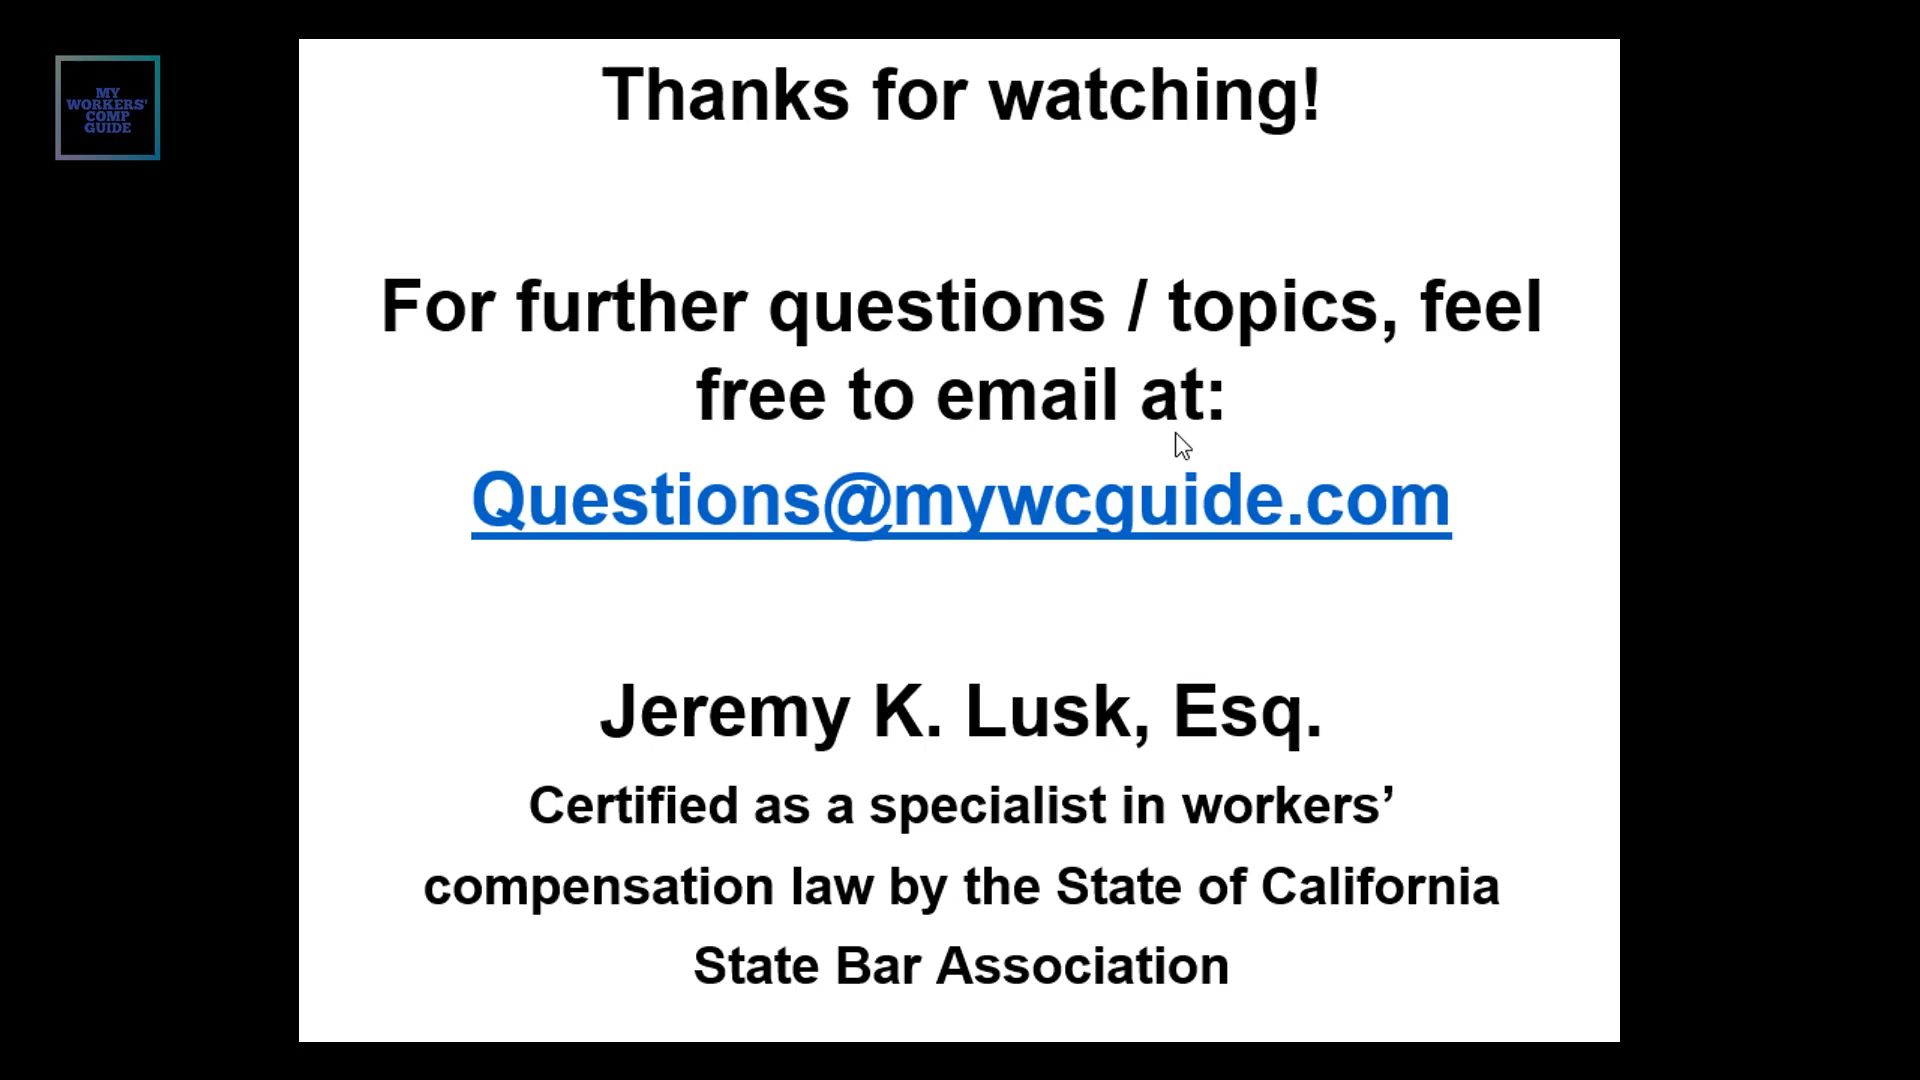 MY
WORKERS'
COMP
GUIDE
Thanks for watching!
For further questions / topics, feel
free to email at:
Questions@mywcguide.com
Jeremy K. Lusk, Esq.
Certified as a specialist in workers’
compensation law by the State of California
State Bar Association